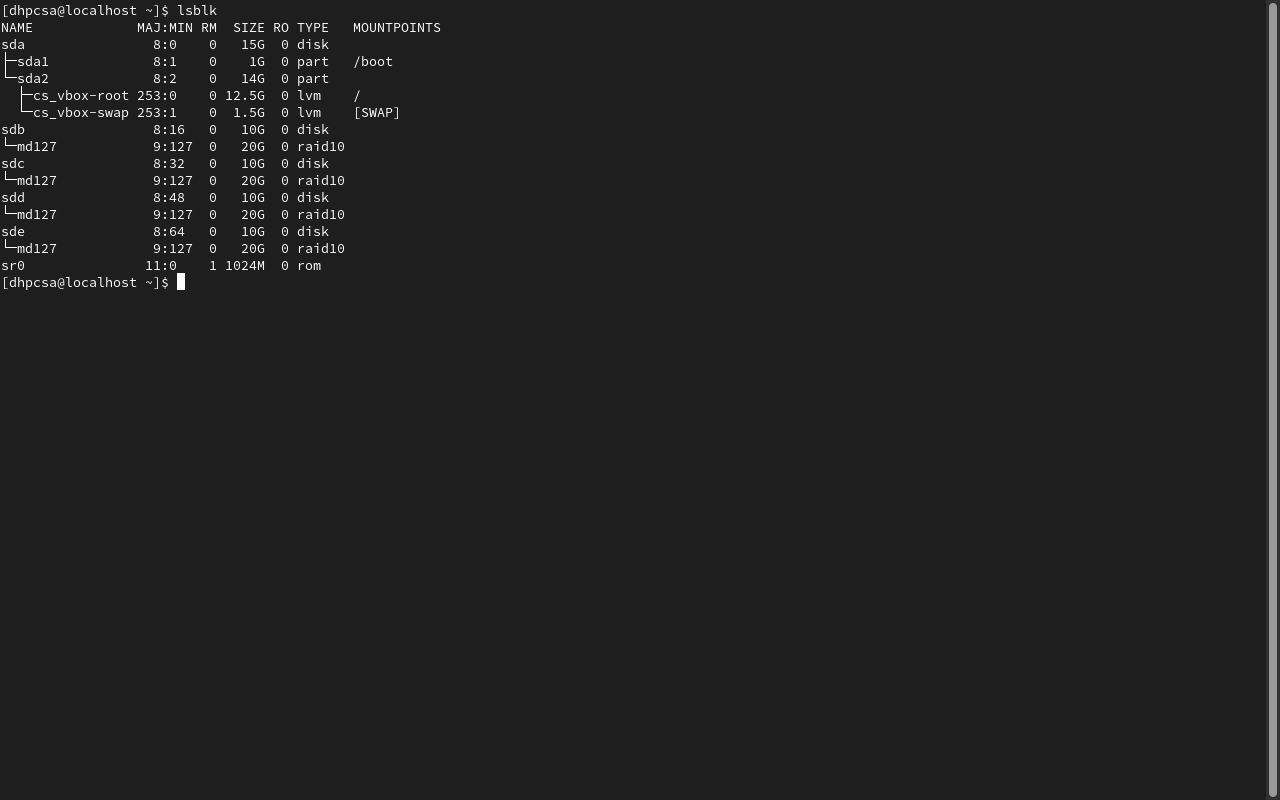 [dhpcsa@localhost ~]$ lsblk
NAME             MAJ:MIN RM  SIZE RO TYPE   MOUNTPOINTS
sda                8:0    0   15G  0 disk
├─sda1             8:1    0    1G  0 part   /boot
└─sda2             8:2    0   14G  0 part
  ├─cs_vbox-root 253:0    0 12.5G  0 lvm    /
  └─cs_vbox-swap 253:1    0  1.5G  0 lvm    [SWAP]
sdb                8:16   0   10G  0 disk
└─md127            9:127  0   20G  0 raid10
sdc                8:32   0   10G  0 disk
└─md127            9:127  0   20G  0 raid10
sdd                8:48   0   10G  0 disk
└─md127            9:127  0   20G  0 raid10
sde                8:64   0   10G  0 disk
└─md127            9:127  0   20G  0 raid10
sr0               11:0    1 1024M  0 rom
[dhpcsa@localhost ~]$